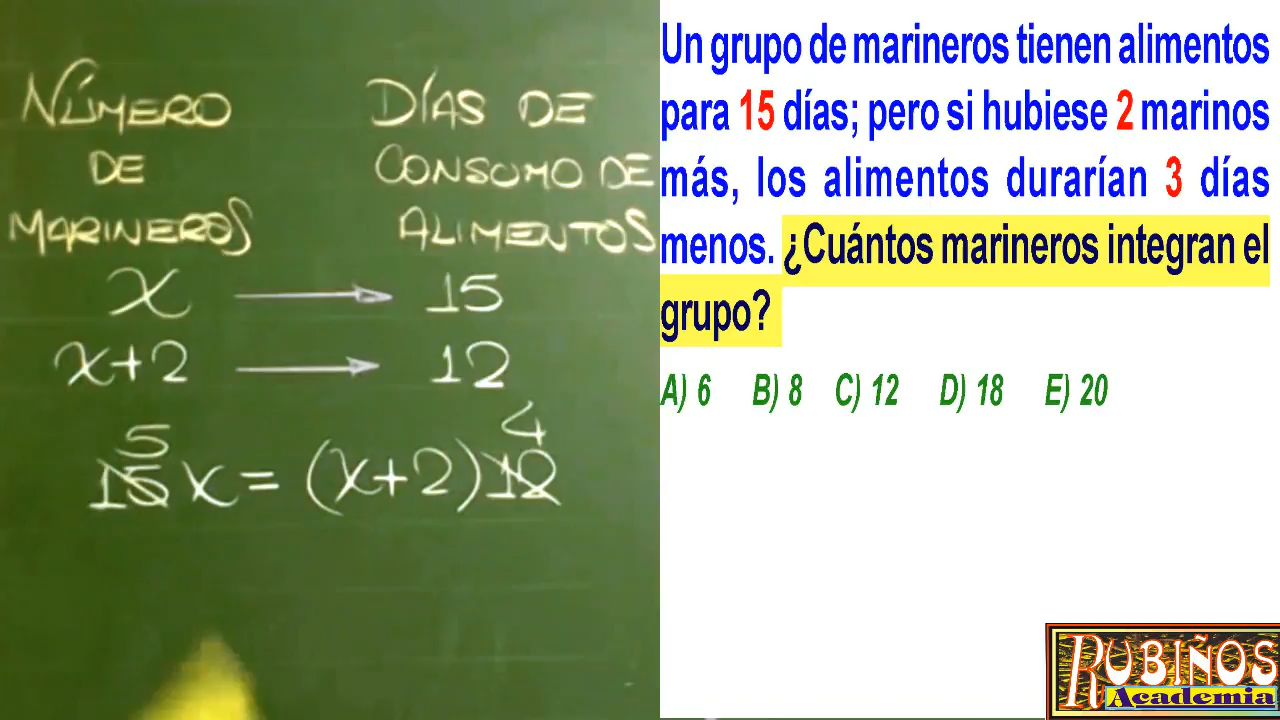 NÚMERO
DE
MARINEROS
DÍAS DE
CONSUMO DE
ALIMENTOS
x → 15
x+2 → 12
5 4
15x = (x+2)12
Un grupo de marineros tienen alimentos
para 15 días; pero si hubiese 2 marinos
más, los alimentos durarían 3 días
menos. ¿Cuántos marineros integran el
grupo?
A) 6 B) 8 C) 12 D) 18 E) 20
RUBIÑOS
Academia